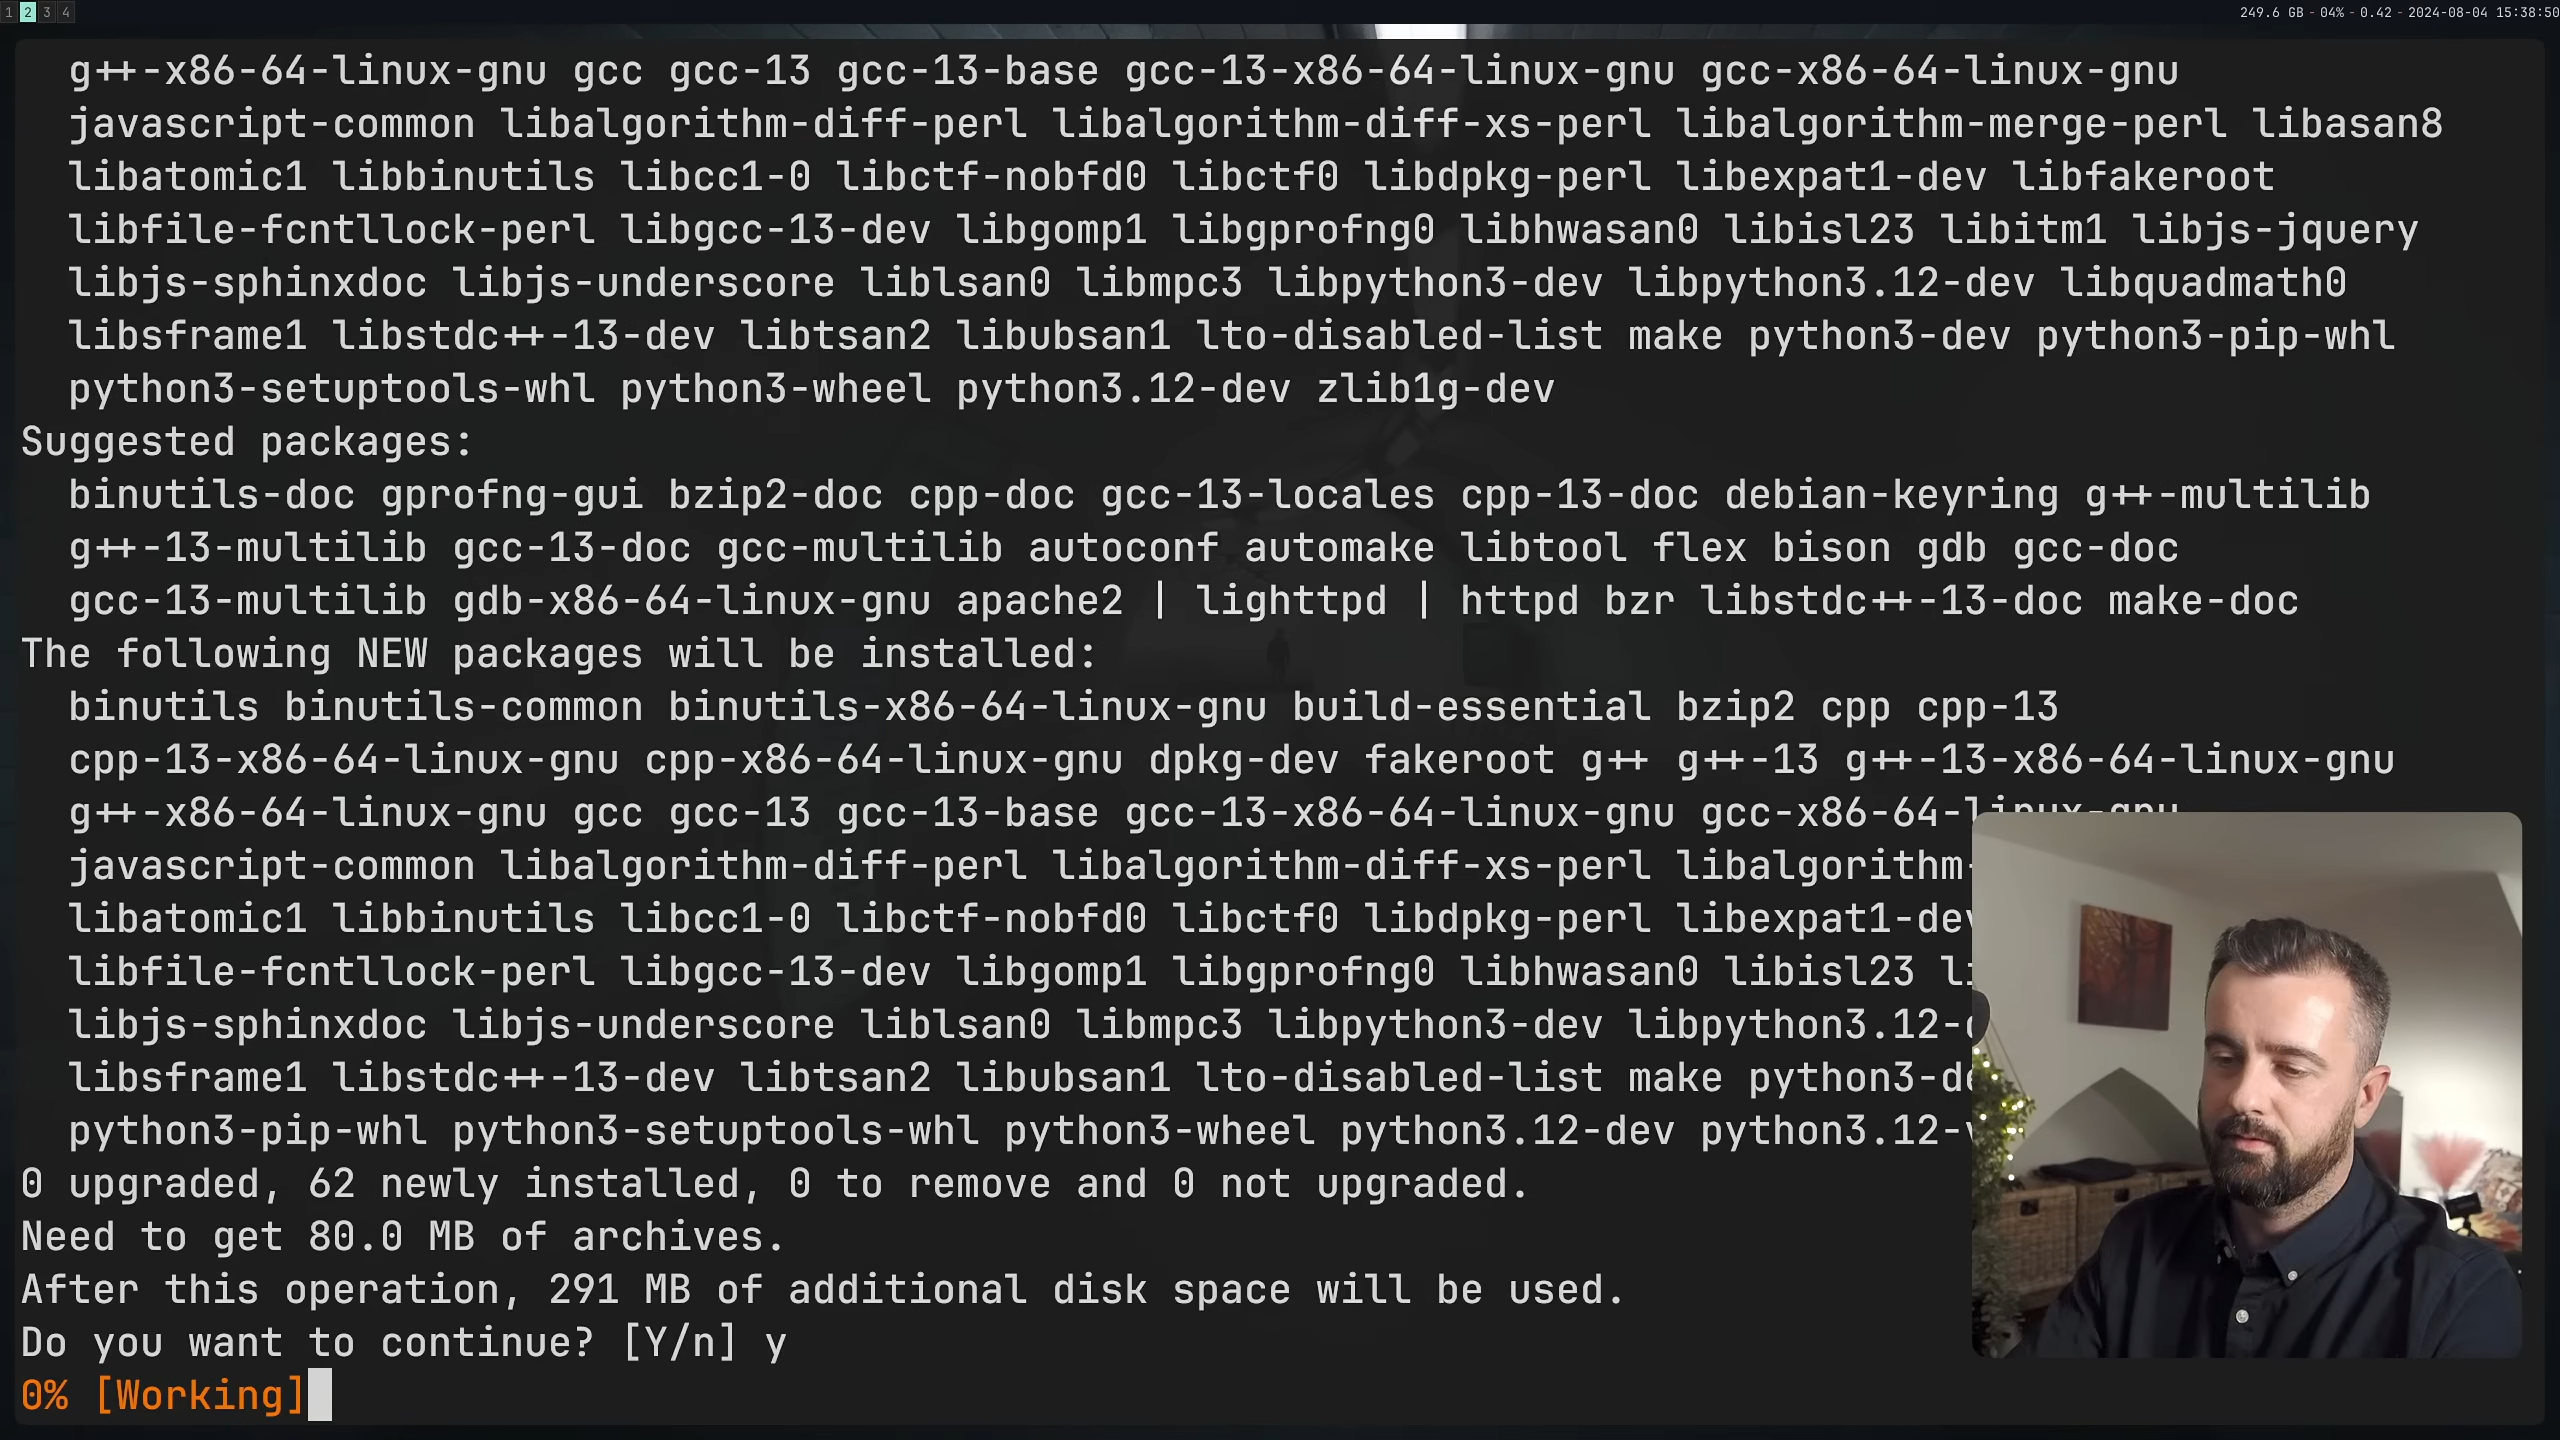 1 2 3 4
249.6 GB - 04% - 0.42 - 2024-08-04 15:38:50
g++-x86-64-linux-gnu gcc gcc-13 gcc-13-base gcc-13-x86-64-linux-gnu gcc-x86-64-linux-gnu
javascript-common libalgorithm-diff-perl libalgorithm-diff-xs-perl libalgorithm-merge-perl libasan8
libatomic1 libbinutils libcc1-0 libctf-nobfd0 libctf0 libdpkg-perl libexpat1-dev libfakeroot
libfile-fcntllock-perl libgcc-13-dev libgomp1 libgprofng0 libhwasan0 libisl23 libitm1 libjs-jquery
libjs-sphinxdoc libjs-underscore liblsan0 libmpc3 libpython3-dev libpython3.12-dev libquadmath0
libsframe1 libstdc++-13-dev libtsan2 libubsan1 lto-disabled-list make python3-dev python3-pip-whl
python3-setuptools-whl python3-wheel python3.12-dev zlib1g-dev
Suggested packages:
binutils-doc gprofng-gui bzip2-doc cpp-doc gcc-13-locales cpp-13-doc debian-keyring g++-multilib
g++-13-multilib gcc-13-doc gcc-multilib autoconf automake libtool flex bison gdb gcc-doc
gcc-13-multilib gdb-x86-64-linux-gnu apache2 | lighttpd | httpd bzr libstdc++-13-doc make-doc
The following NEW packages will be installed:
binutils binutils-common binutils-x86-64-linux-gnu build-essential bzip2 cpp cpp-13
cpp-13-x86-64-linux-gnu cpp-x86-64-linux-gnu dpkg-dev fakeroot g++ g++-13 g++-13-x86-64-linux-gnu
g++-x86-64-linux-gnu gcc gcc-13 gcc-13-base gcc-13-x86-64-linux-gnu gcc-x86-64-linux-gnu
javascript-common libalgorithm-diff-perl libalgorithm-diff-xs-perl libalgorithm-
libatomic1 libbinutils libcc1-0 libctf-nobfd0 libctf0 libdpkg-perl libexpat1-dev
libfile-fcntllock-perl libgcc-13-dev libgomp1 libgprofng0 libhwasan0 libisl23
libjs-sphinxdoc libjs-underscore liblsan0 libmpc3 libpython3-dev libpython3.12-
libsframe1 libstdc++-13-dev libtsan2 libubsan1 lto-disabled-list make python3-de
python3-pip-whl python3-setuptools-whl python3-wheel python3.12-dev python3.12-
0 upgraded, 62 newly installed, 0 to remove and 0 not upgraded.
Need to get 80.0 MB of archives.
After this operation, 291 MB of additional disk space will be used.
Do you want to continue? [Y/n] y
0% [Working]